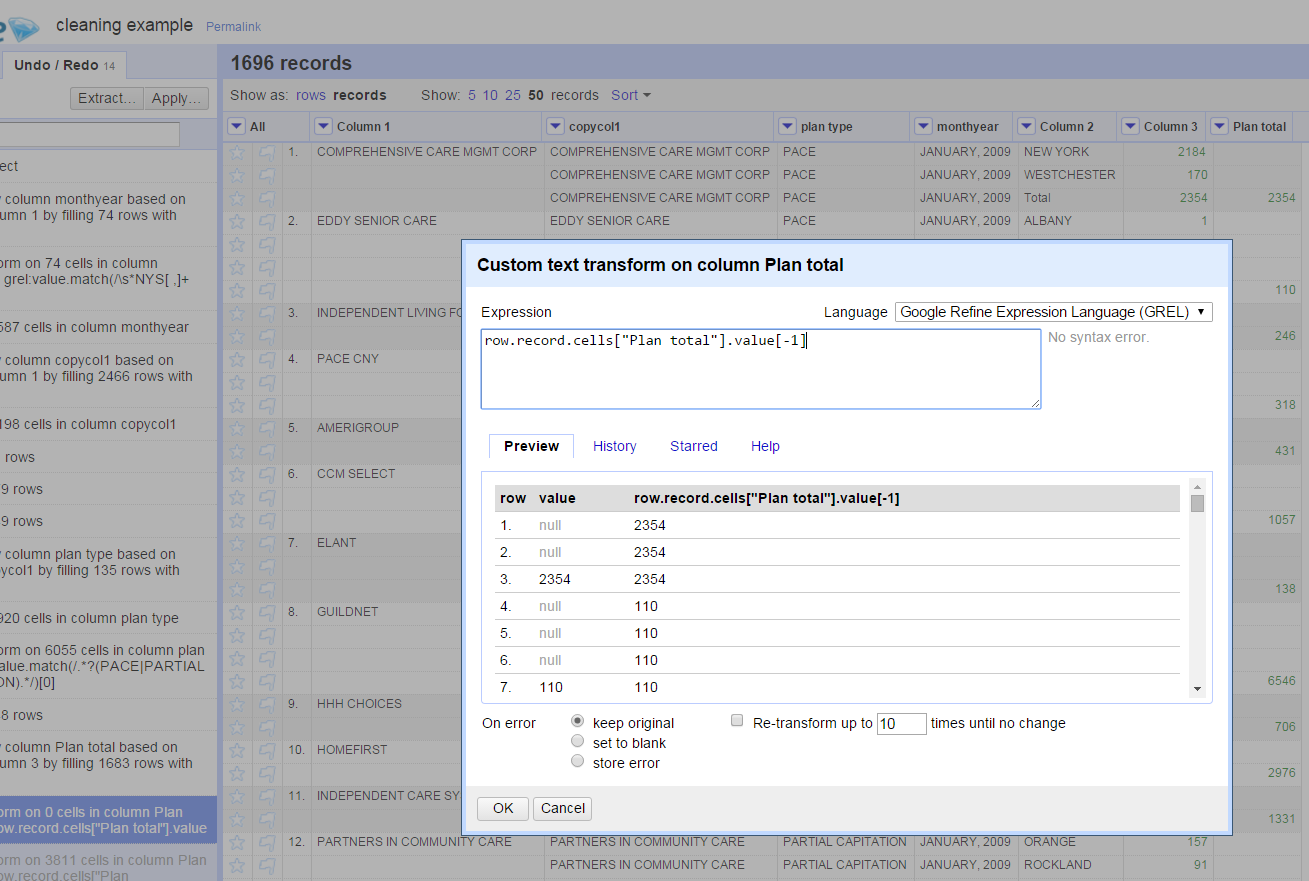 cleaning example Permalink
Undo / Redo 14
Extract... Apply...
1696 records
Show as: rows records Show: 5 10 25 50 records Sort
All Column 1 copycol1 plan type monthyear Column 2 Column 3 Plan total
1. COMPREHENSIVE CARE MGMT CORP COMPREHENSIVE CARE MGMT CORP PACE JANUARY, 2009 NEW YORK 2184
COMPREHENSIVE CARE MGMT CORP PACE JANUARY, 2009 WESTCHESTER 170
COMPREHENSIVE CARE MGMT CORP PACE JANUARY, 2009 Total 2354 2354
2. EDDY SENIOR CARE EDDY SENIOR CARE PACE JANUARY, 2009 ALBANY 1
110
3. INDEPENDENT LIVING FO
246
4. PACE CNY
318
5. AMERIGROUP
431
6. CCM SELECT
1057
7. ELANT
138
8. GUILDNET
6546
9. HHH CHOICES
706
10. HOMEFIRST
2976
11. INDEPENDENT CARE SY
1331
12. PARTNERS IN COMMUNITY CARE PARTNERS IN COMMUNITY CARE PARTIAL CAPITATION JANUARY, 2009 ORANGE 157
PARTNERS IN COMMUNITY CARE PARTIAL CAPITATION JANUARY, 2009 ROCKLAND 91
ect
column monthyear based on
umn 1 by filling 74 rows with
orm on 74 cells in column
grel:value.match(/\s*NYS[ ,]+
587 cells in column monthyear
column copycol1 based on
umn 1 by filling 2466 rows with
198 cells in column copycol1
rows
9 rows
9 rows
column plan type based on
ycol1 by filling 135 rows with
920 cells in column plan type
orm on 6055 cells in column plan
value.match(/.*?(PACE|PARTIAL
ON).*/)[0]
8 rows
column Plan total based on
umn 3 by filling 1683 rows with
orm on 0 cells in column Plan
ow.record.cells["Plan total"].value
orm on 3811 cells in column Plan
ow.record.cells["Plan
Custom text transform on column Plan total
Expression Language Google Refine Expression Language (GREL)
row.record.cells["Plan total"].value[-1]
No syntax error.
Preview History Starred Help
row value row.record.cells["Plan total"].value[-1]
1. null 2354
2. null 2354
3. 2354 2354
4. null 110
5. null 110
6. null 110
7. 110 110
On error keep original Re-transform up to 10 times until no change
set to blank
store error
OK Cancel